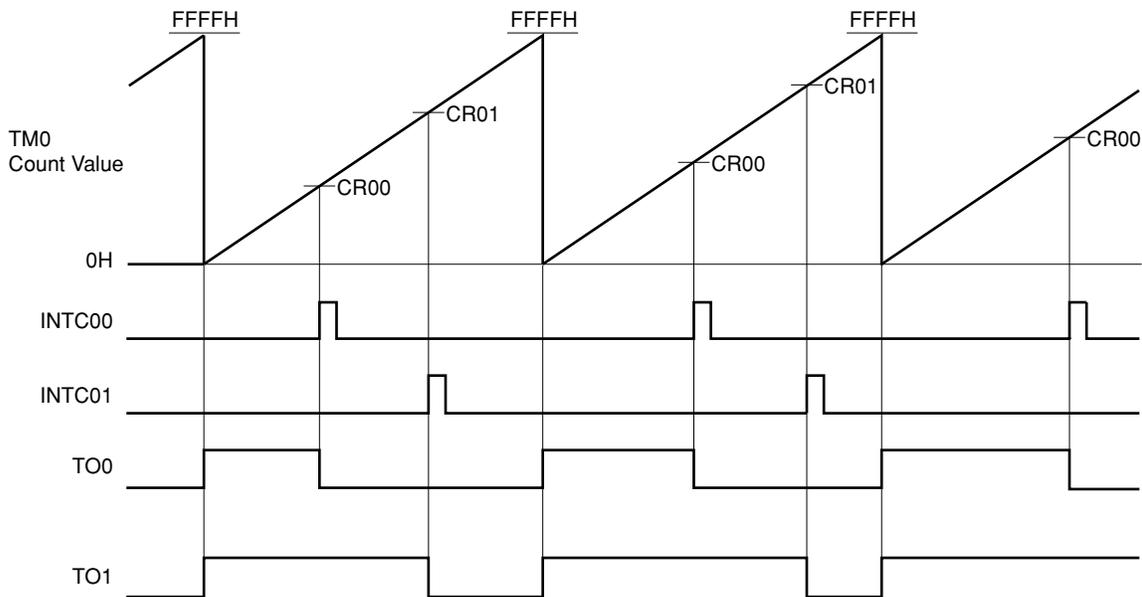 FFFFH FFFFH FFFFH
CR01
CR01
TM0
Count Value
CR00
CR00
CR00
0H
INTC00
INTC01
TO0
TO1